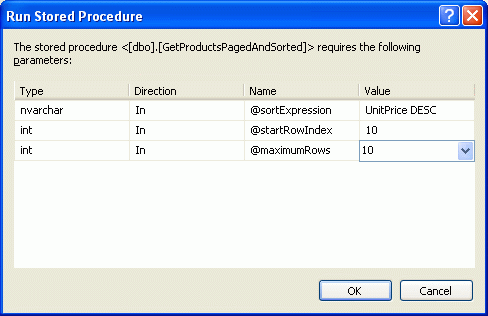 Run Stored Procedure
The stored procedure <[dbo].[GetProductsPagedAndSorted]> requires the following
parameters:
Type Direction Name Value
nvarchar In @sortExpression UnitPrice DESC
int In @startRowIndex 10
int In @maximumRows 10
OK Cancel